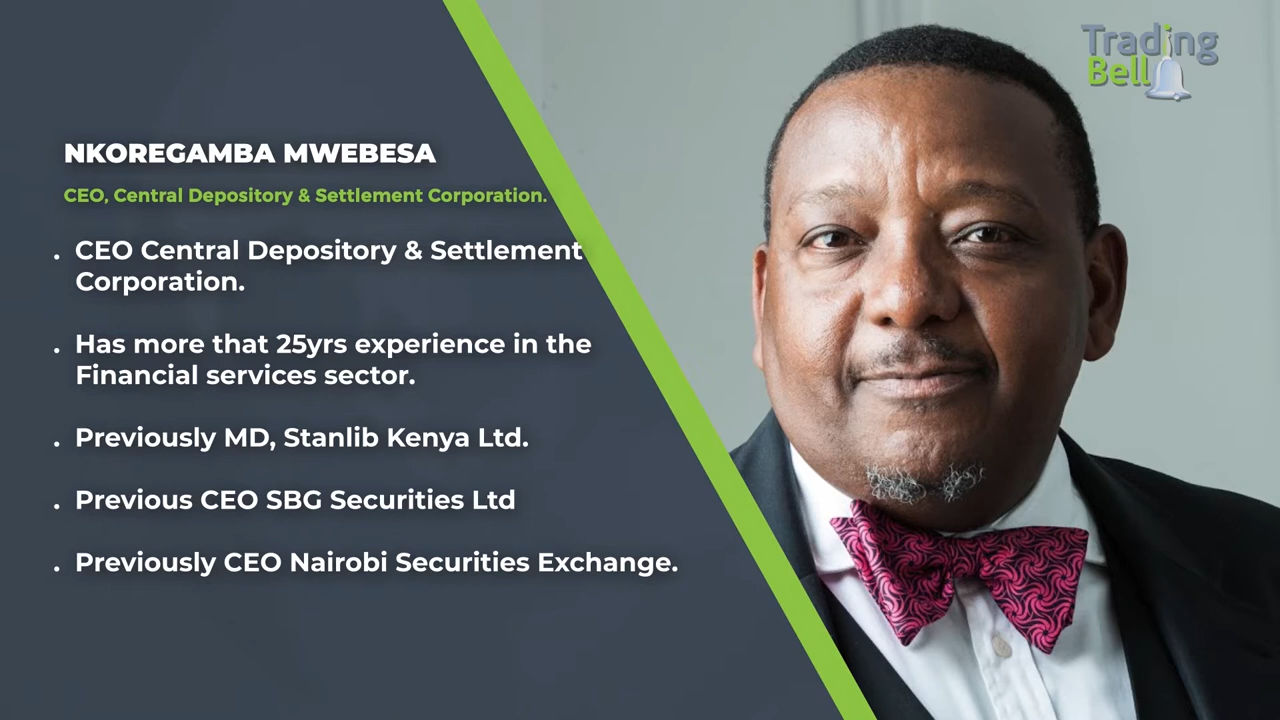 Trading
Bell
NKOREGAMBA MWEBESA
CEO, Central Depository & Settlement Corporation.
. CEO Central Depository & Settlement
Corporation.
. Has more that 25yrs experience in the
Financial services sector.
. Previously MD, Stanlib Kenya Ltd.
. Previous CEO SBG Securities Ltd
. Previously CEO Nairobi Securities Exchange.